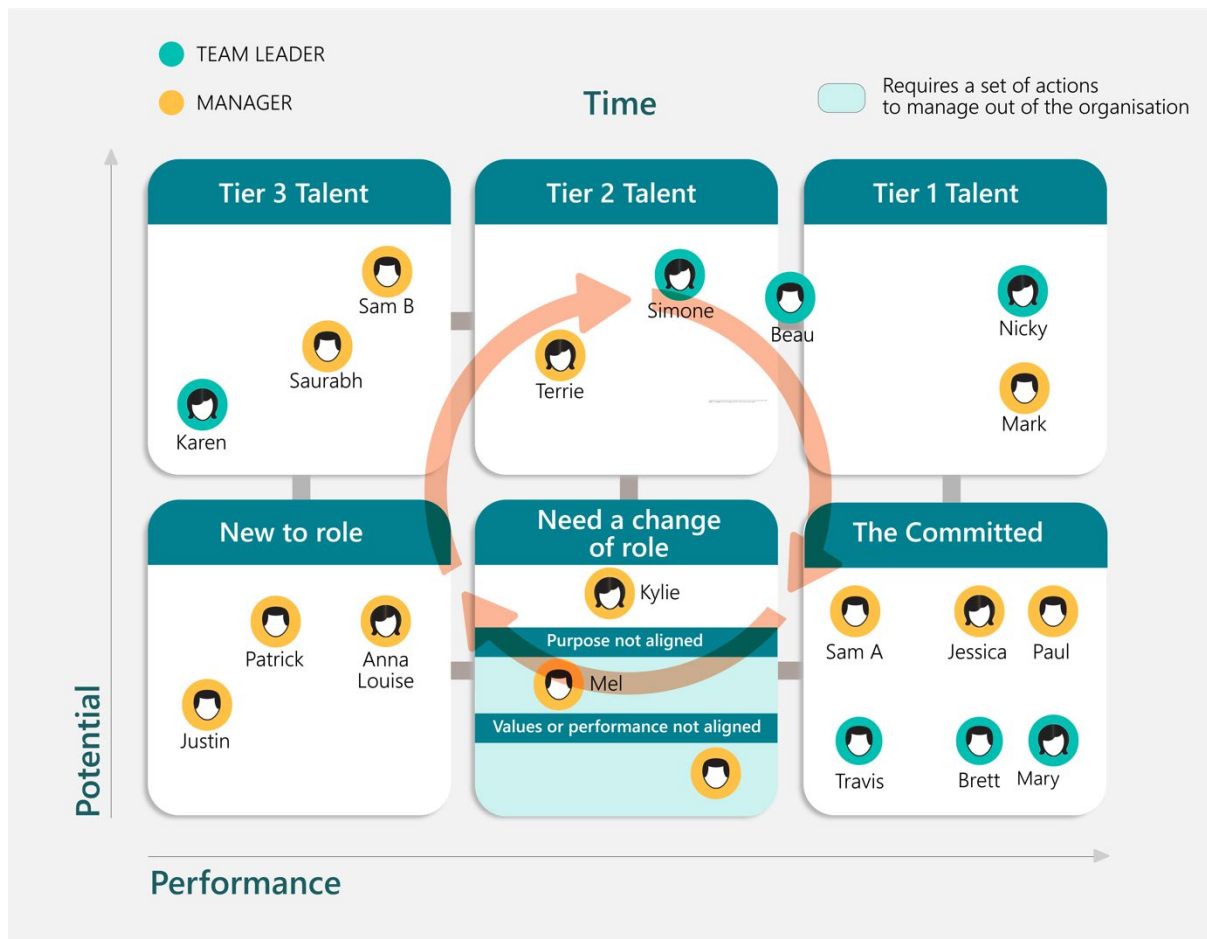 TEAM LEADER
MANAGER
Time
Requires a set of actions
to manage out of the organisation
Tier 3 Talent
Tier 2 Talent
Tier 1 Talent
Sam B
Saurabh
Karen
Simone
Terrie
Beau
Nicky
Mark
New to role
Need a change
of role
The Committed
Patrick
Anna
Louise
Justin
Kylie
Purpose not aligned
Mel
Values or performance not aligned
Sam A
Jessica
Paul
Travis
Brett
Mary
Potential
Performance